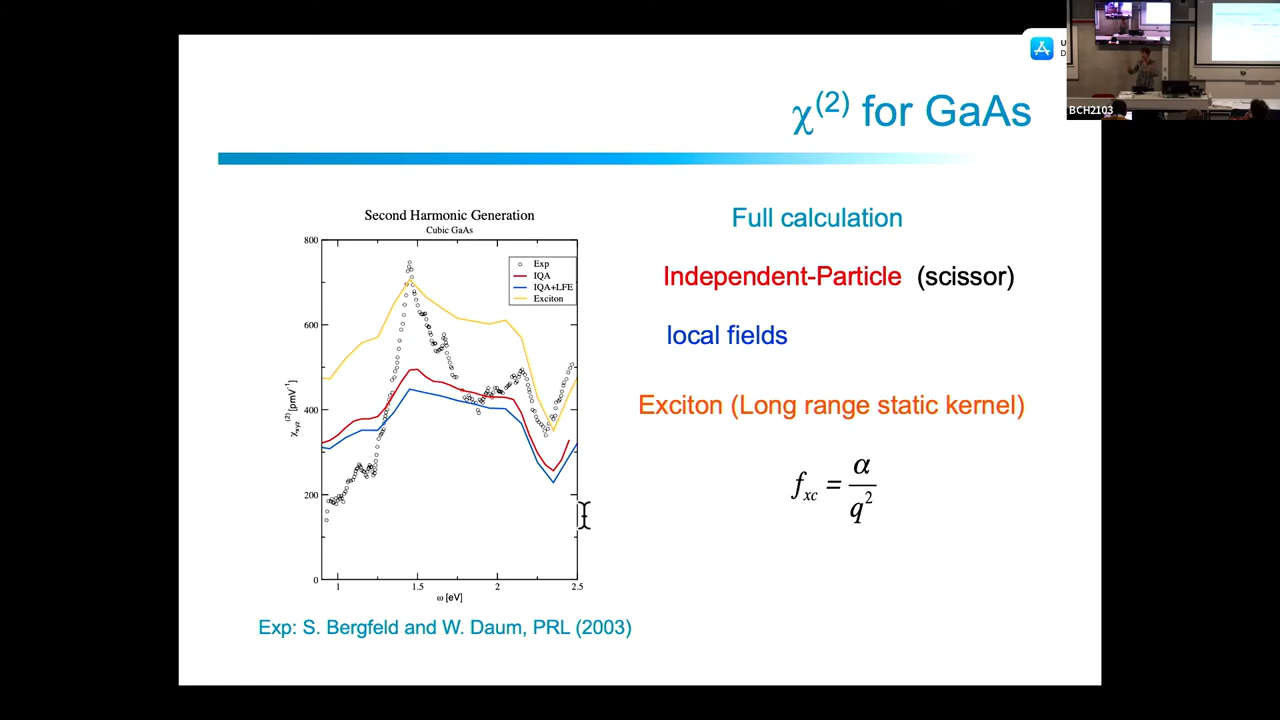 U
D
BCH2103
χ(2) for GaAs
Second Harmonic Generation
Cubic GaAs
Exp
IQA
IQA+LFE
Exciton
800
600
400
200
0
1
1.5
2
2.5
χxyz(2) [pmV-1]
ω [eV]
Exp: S. Bergfeld and W. Daum, PRL (2003)
Full calculation
Independent-Particle (scissor)
local fields
Exciton (Long range static kernel)
fxc = α
q2